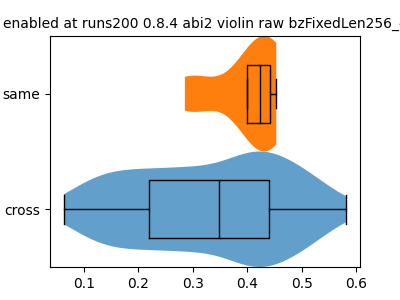 enabled at runs200 0.8.4 abi2 violin raw bzFixedLen256_
same
cross
0.1 0.2 0.3 0.4 0.5 0.6